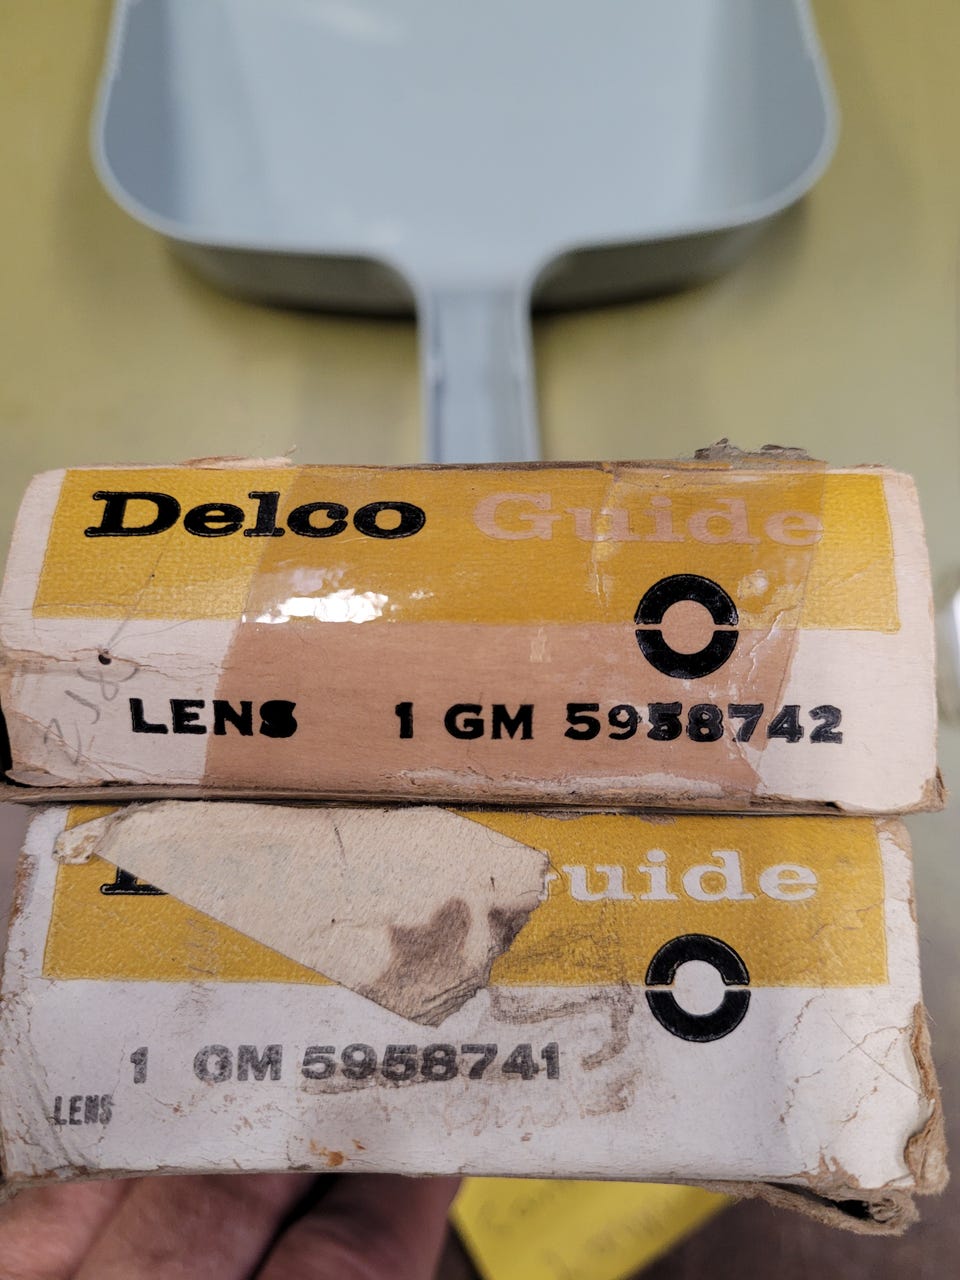 Delco Guide
LENS 1 GM 5958742
uide
1 GM 5958741
LENS